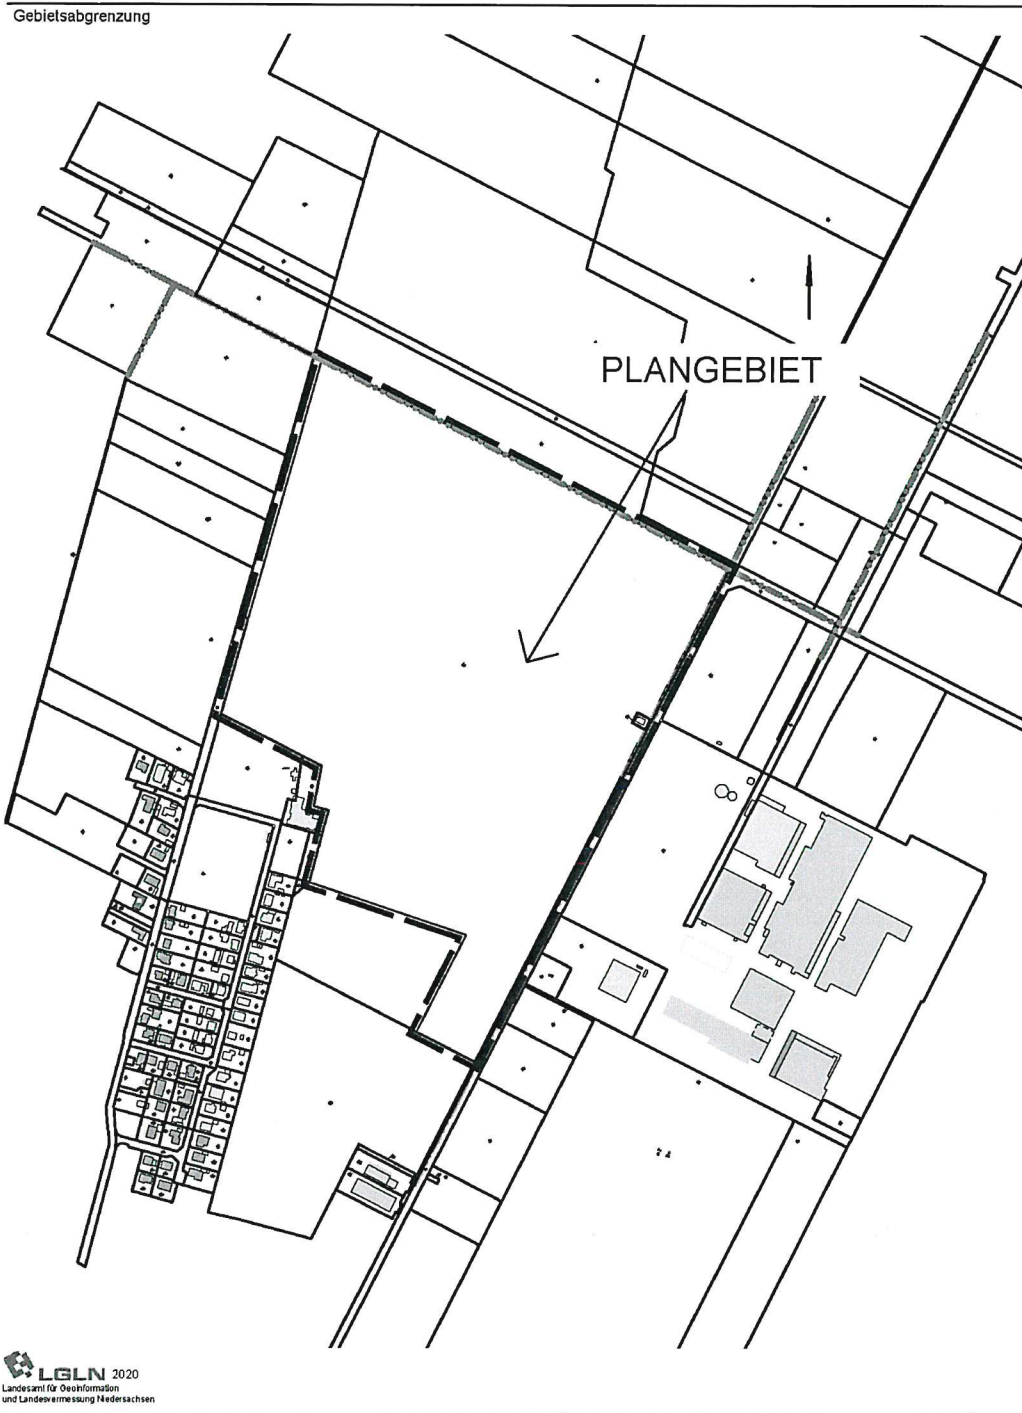 Gebietsabgrenzung
PLANGEBIET
LGLN 2020
Landesamt für Geoinformation
und Landesvermessung Niedersachsen